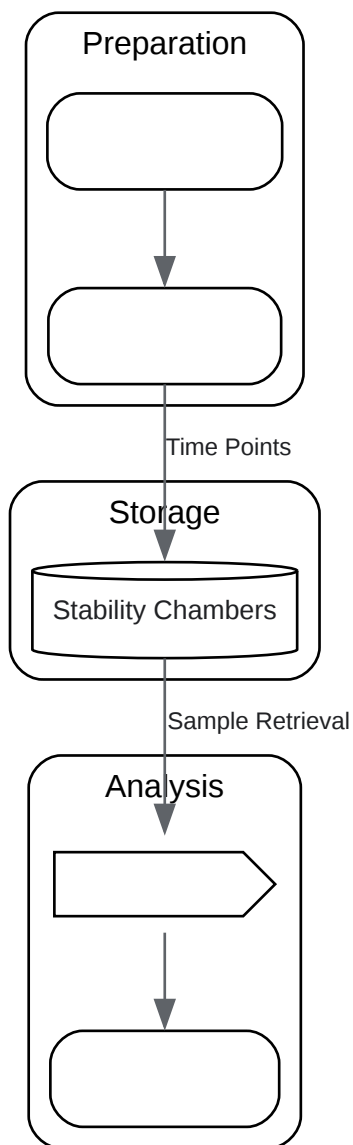 Preparation
Time Points
Storage
Stability Chambers
Sample Retrieval
Analysis